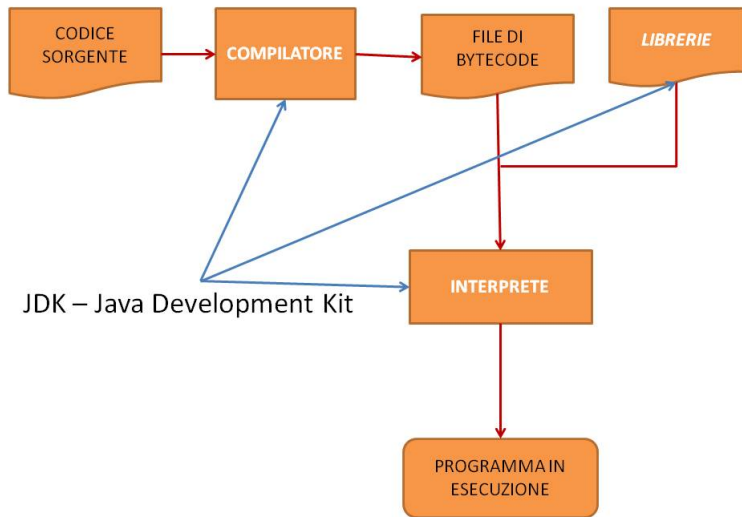 CODICE
SORGENTE
COMPILATORE
FILE DI
BYTECODE
LIBRERIE
INTERPRETE
JDK – Java Development Kit
PROGRAMMA IN
ESECUZIONE